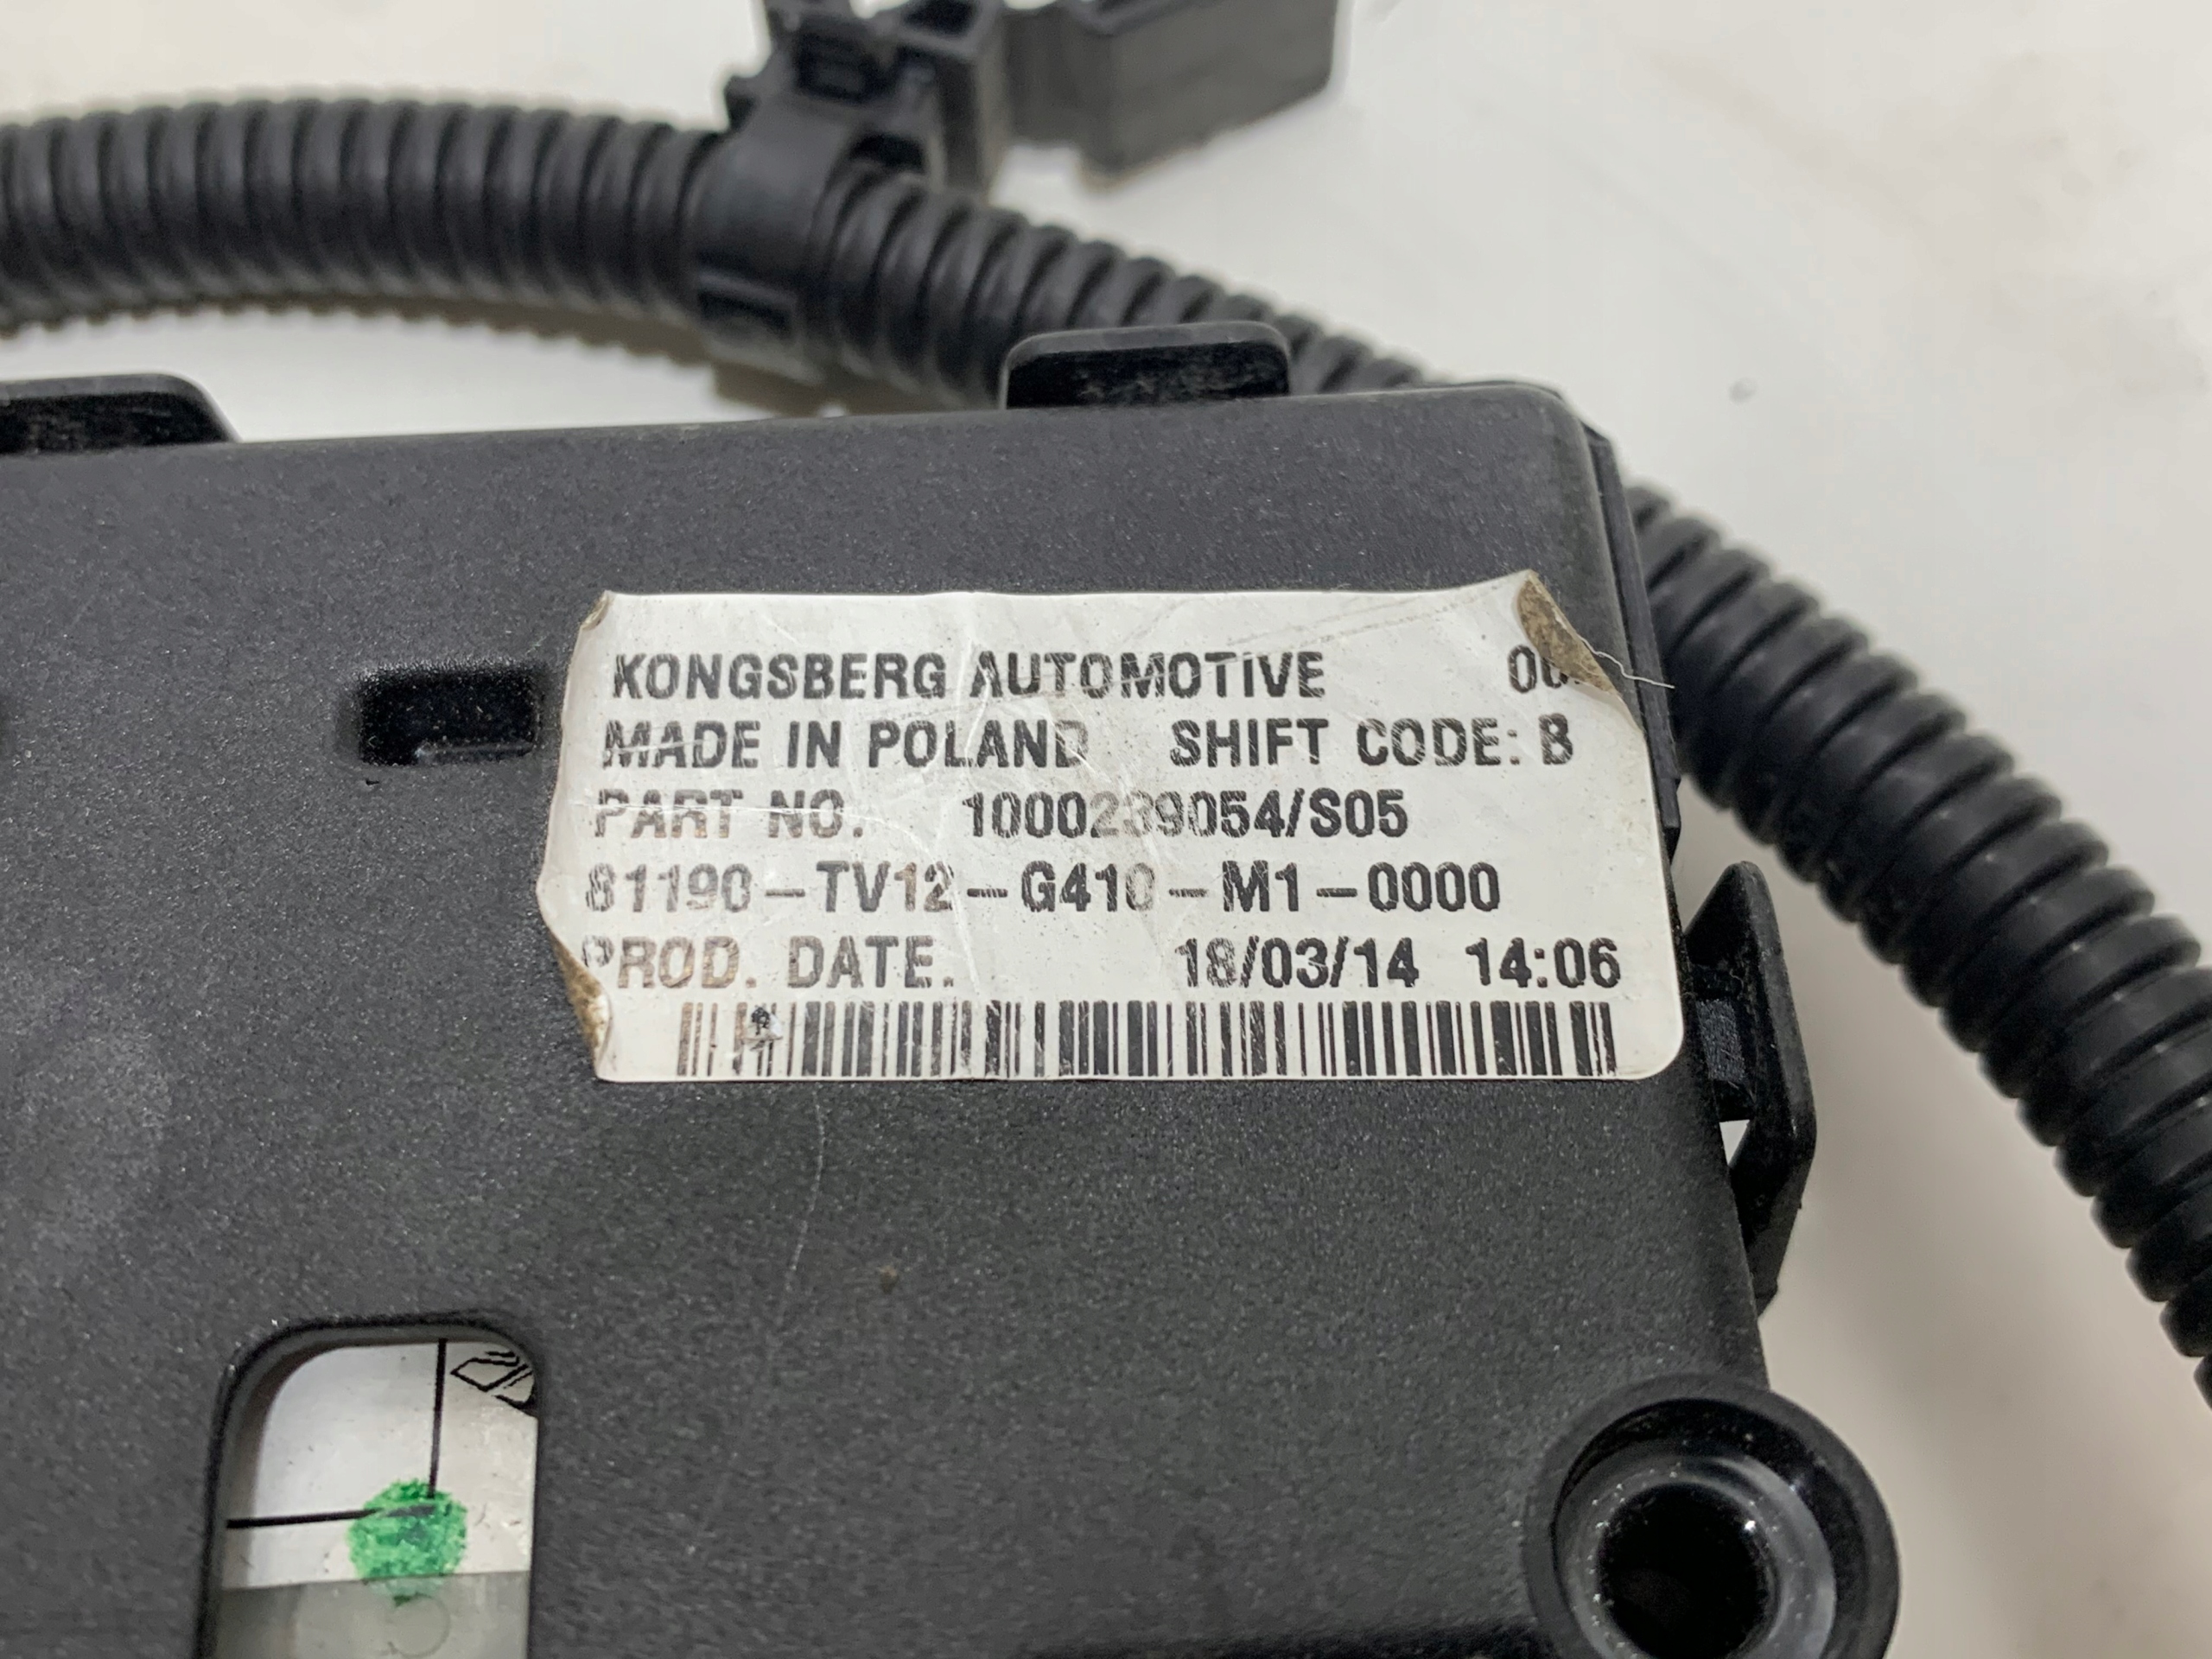 KONGSBERG AUTOMOTIVE
MADE IN POLAND SHIFT CODE: B
PART NO. 1000239054/S05
81190-TV12-G410-M1-0000
PROD. DATE. 18/03/14 14:06